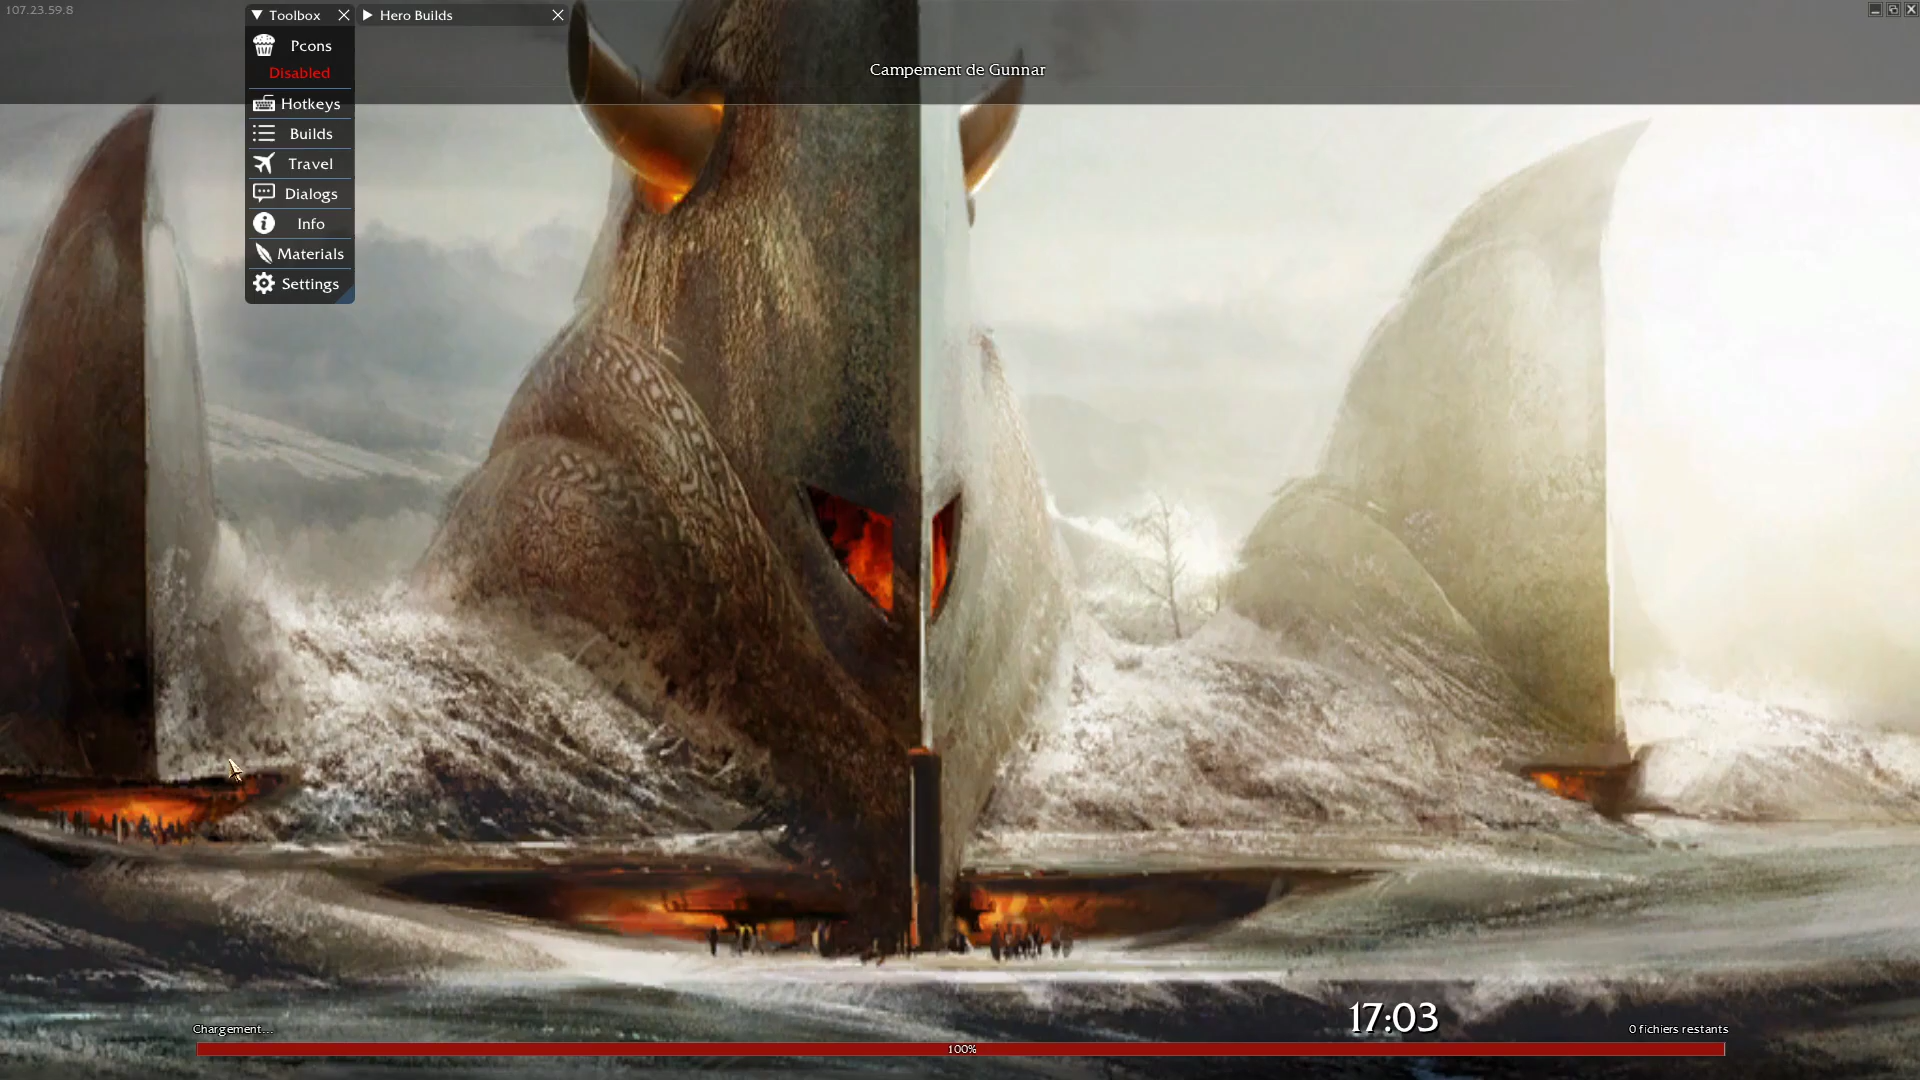 107.23.59.8
Toolbox
Hero Builds
Pcons
Disabled
Hotkeys
Builds
Travel
Dialogs
Info
Materials
Settings
Campement de Gunnar
17:03
Chargement...
0 fichiers restants
100%